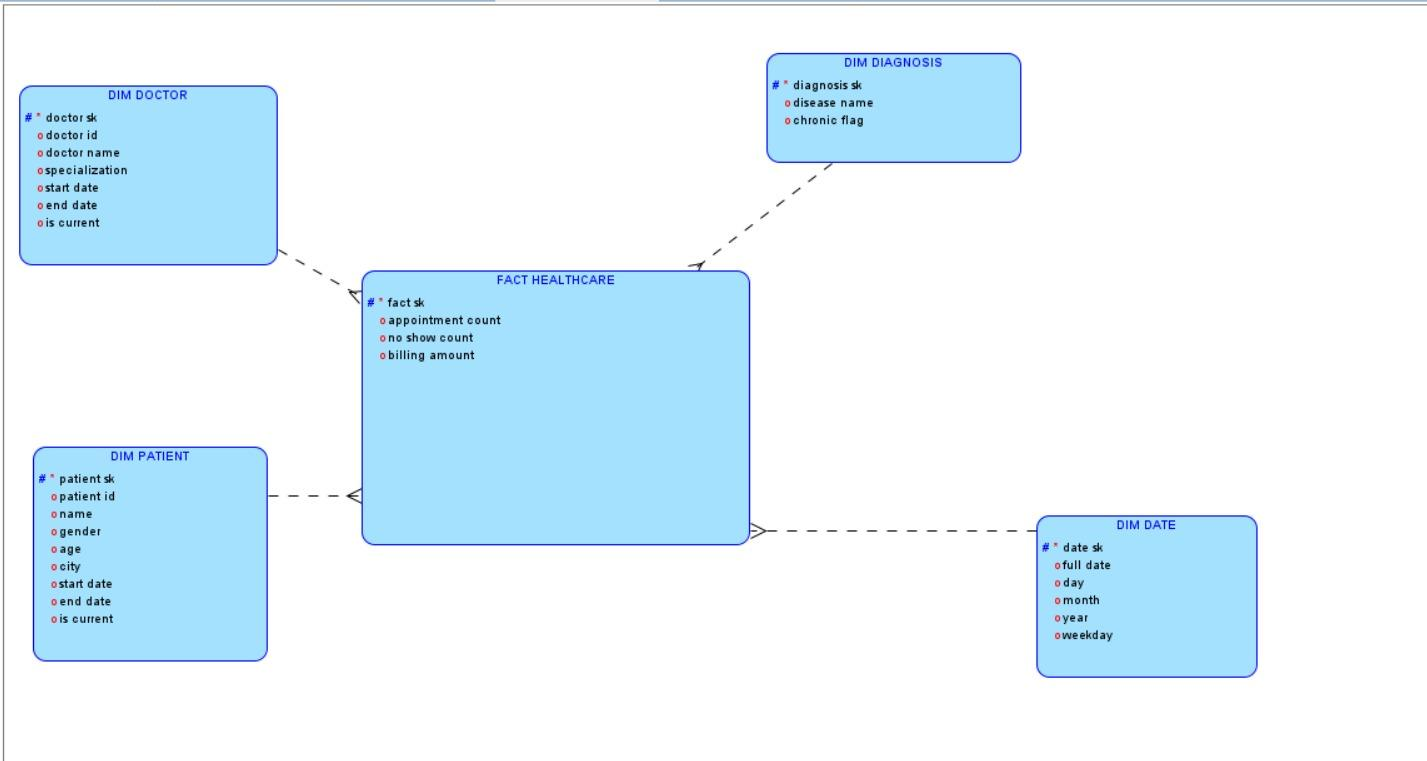 DIM DOCTOR
# * doctor sk
o doctor id
o doctor name
o specialization
o start date
o end date
o is current
DIM DIAGNOSIS
# * diagnosis sk
o disease name
o chronic flag
FACT HEALTHCARE
# * fact sk
o appointment count
o no show count
o billing amount
DIM PATIENT
# * patient sk
o patient id
o name
o gender
o age
o city
o start date
o end date
o is current
DIM DATE
# * date sk
o full date
o day
o month
o year
o weekday